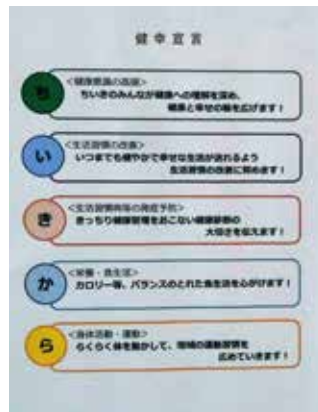 健幸宣言
ち
<健康意識の高揚>
ちいきのみんなが健康への理解を深め、
健康と幸せの輪を広げます！
い
<生活習慣の改善>
いつまでも健やかで幸せな生活が送れるよう
生活習慣の改善に努めます！
き
<生活習慣病等の発症予防>
きっちり健康管理をおこない健康診断の
大切さを伝えます！
か
<栄養・食生活>
カロリー等、バランスのとれた食生活を心がけます！
ら
<身体活動・運動>
らくらく体を動かして、地域の運動習慣を
広めていきます！